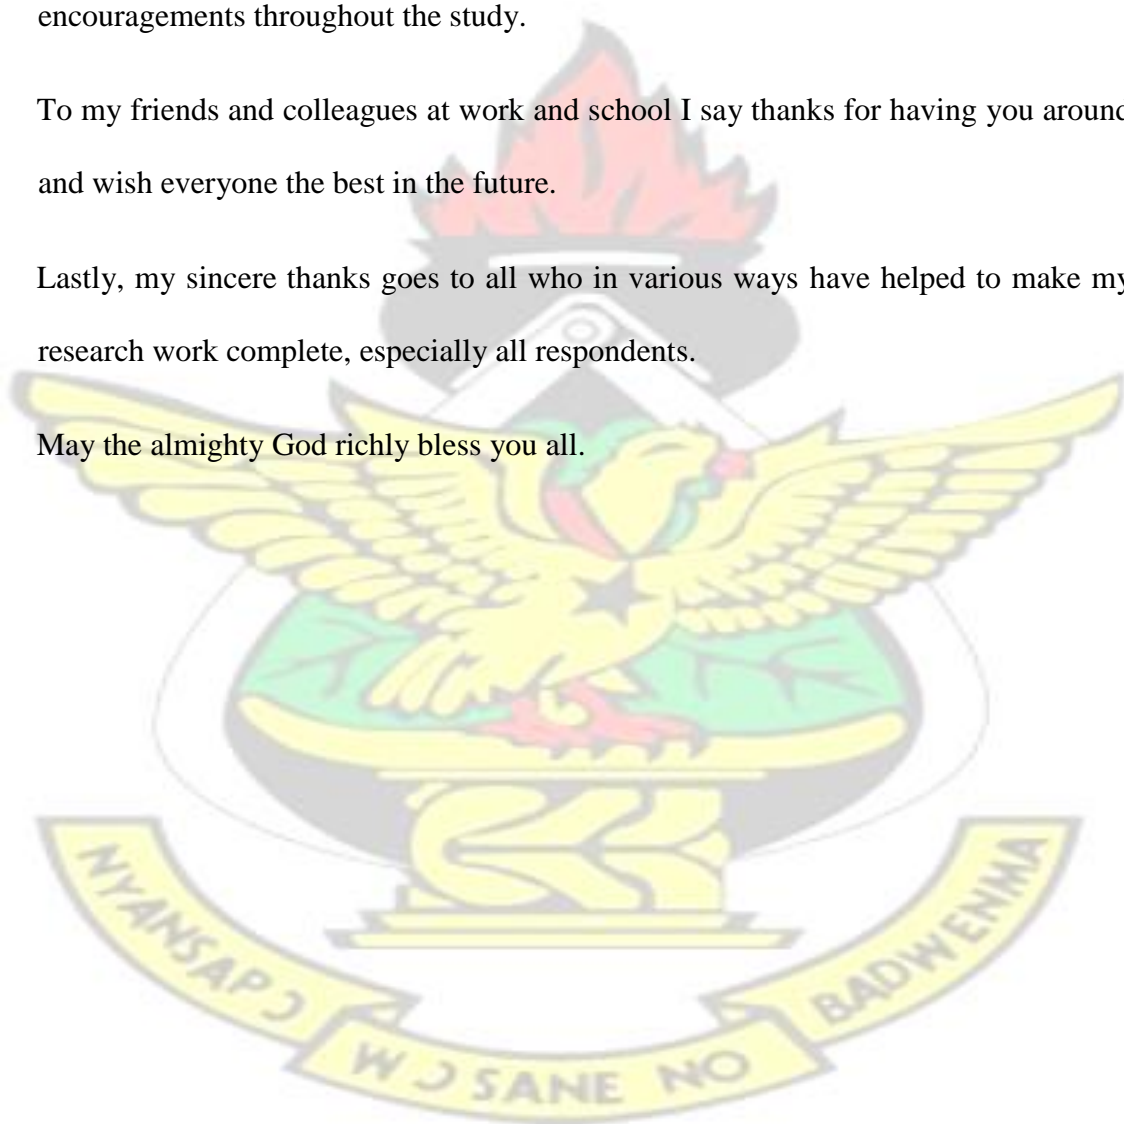 encouragements throughout the study.
To my friends and colleagues at work and school I say thanks for having you around
and wish everyone the best in the future.
Lastly, my sincere thanks goes to all who in various ways have helped to make my
research work complete, especially all respondents.
May the almighty God richly bless you all.
NYANSAPƆ
WƆSANE NO
BADWENMA